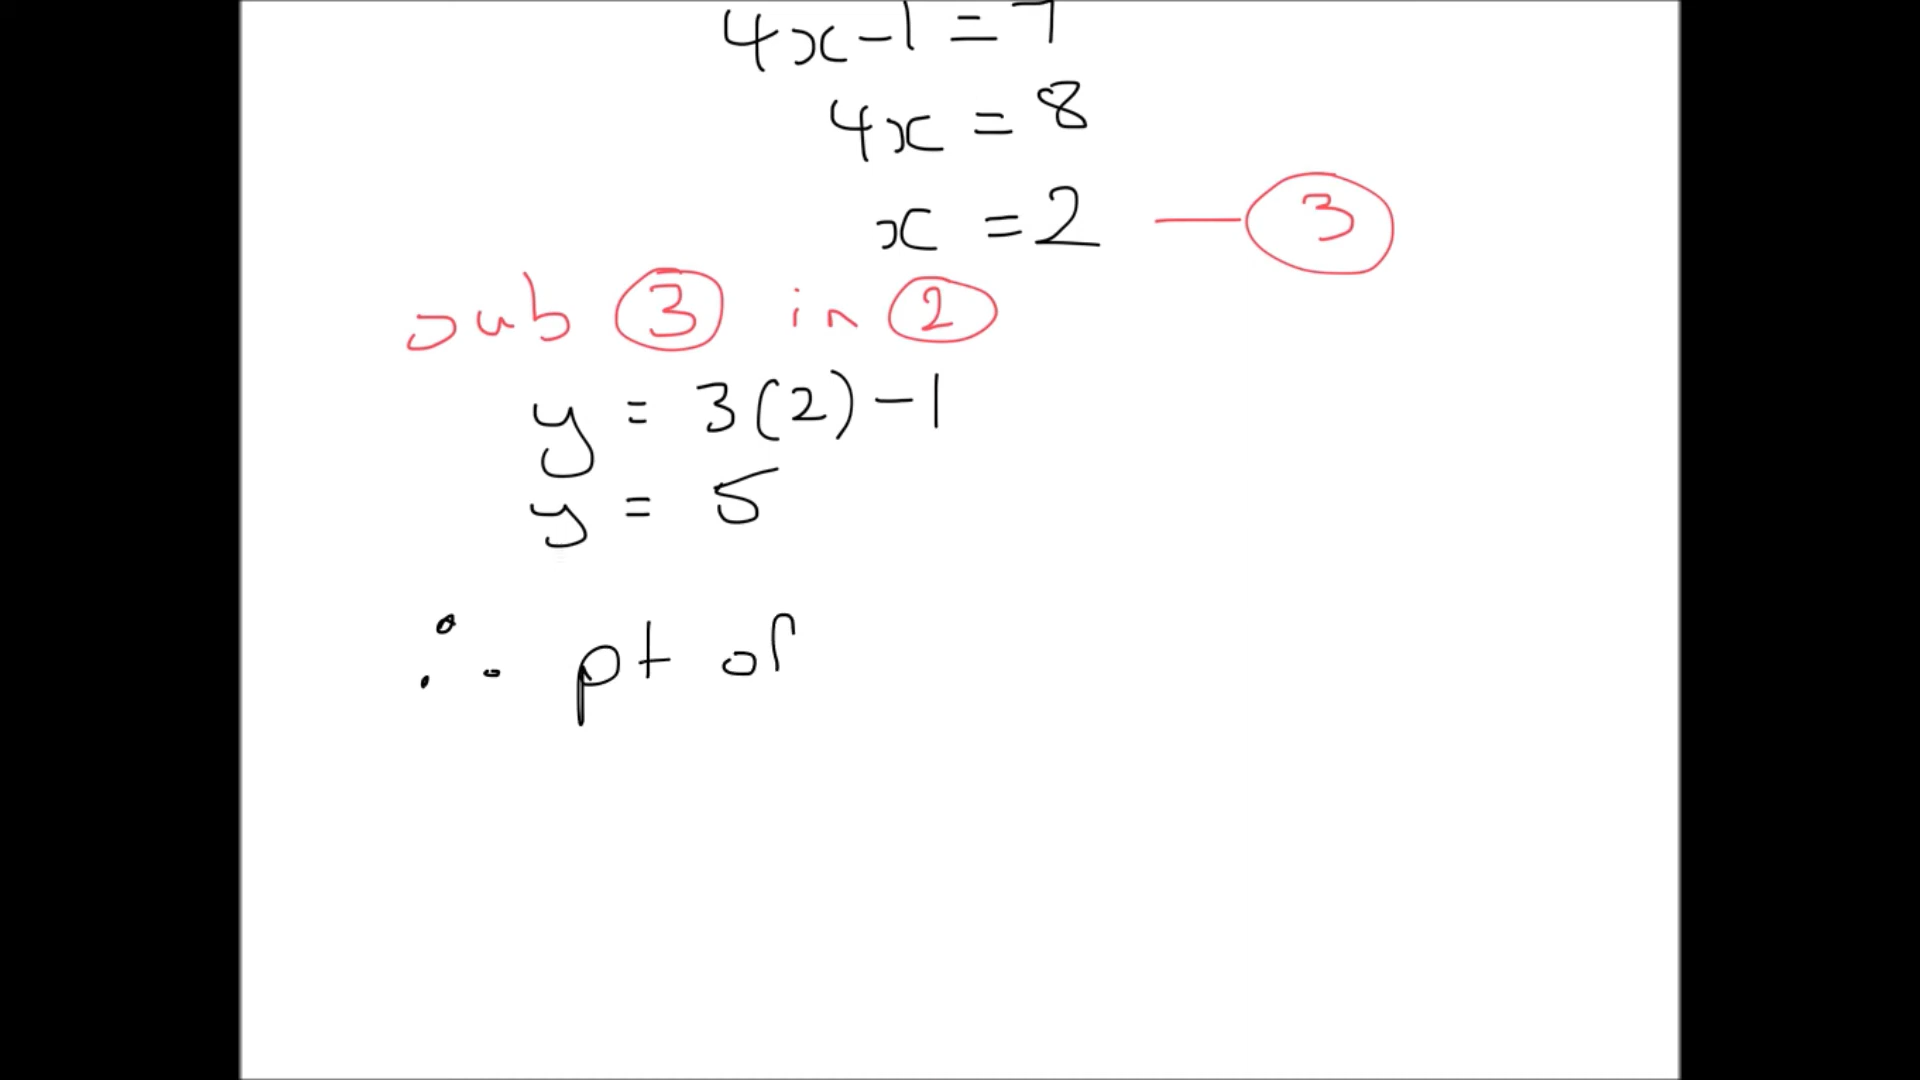 4x-1=7
4x = 8
x = 2 — 3
sub 3 in 2
y = 3(2)-1
y = 5
∴ pt of